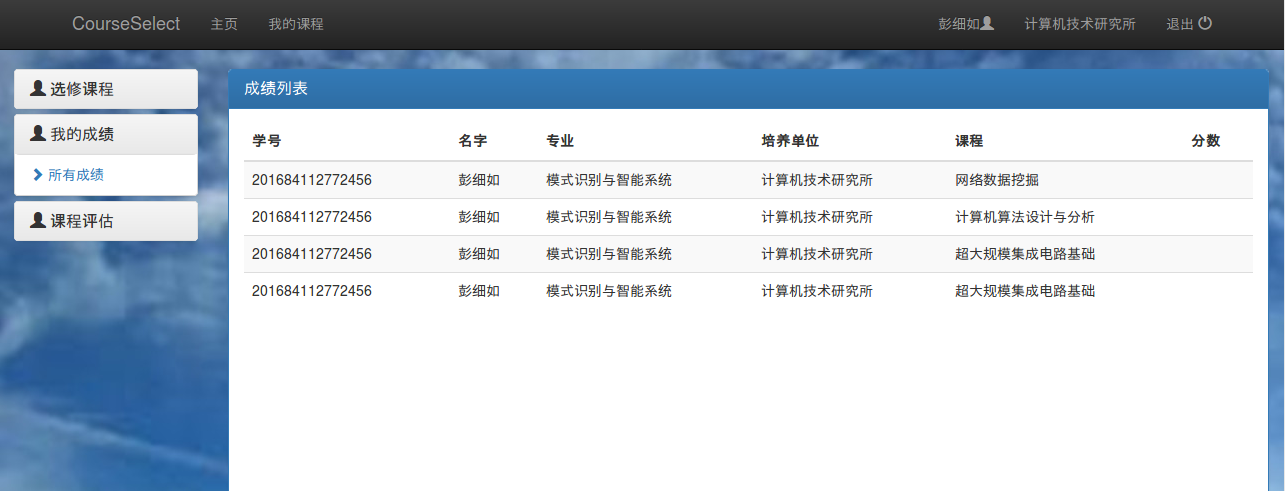 CourseSelect 主页 我的课程 彭细如 计算机技术研究所 退出
选修课程
我的成绩
所有成绩
课程评估
成绩列表
学号 名字 专业 培养单位 课程 分数
201684112772456 彭细如 模式识别与智能系统 计算机技术研究所 网络数据挖掘
201684112772456 彭细如 模式识别与智能系统 计算机技术研究所 计算机算法设计与分析
201684112772456 彭细如 模式识别与智能系统 计算机技术研究所 超大规模集成电路基础
201684112772456 彭细如 模式识别与智能系统 计算机技术研究所 超大规模集成电路基础